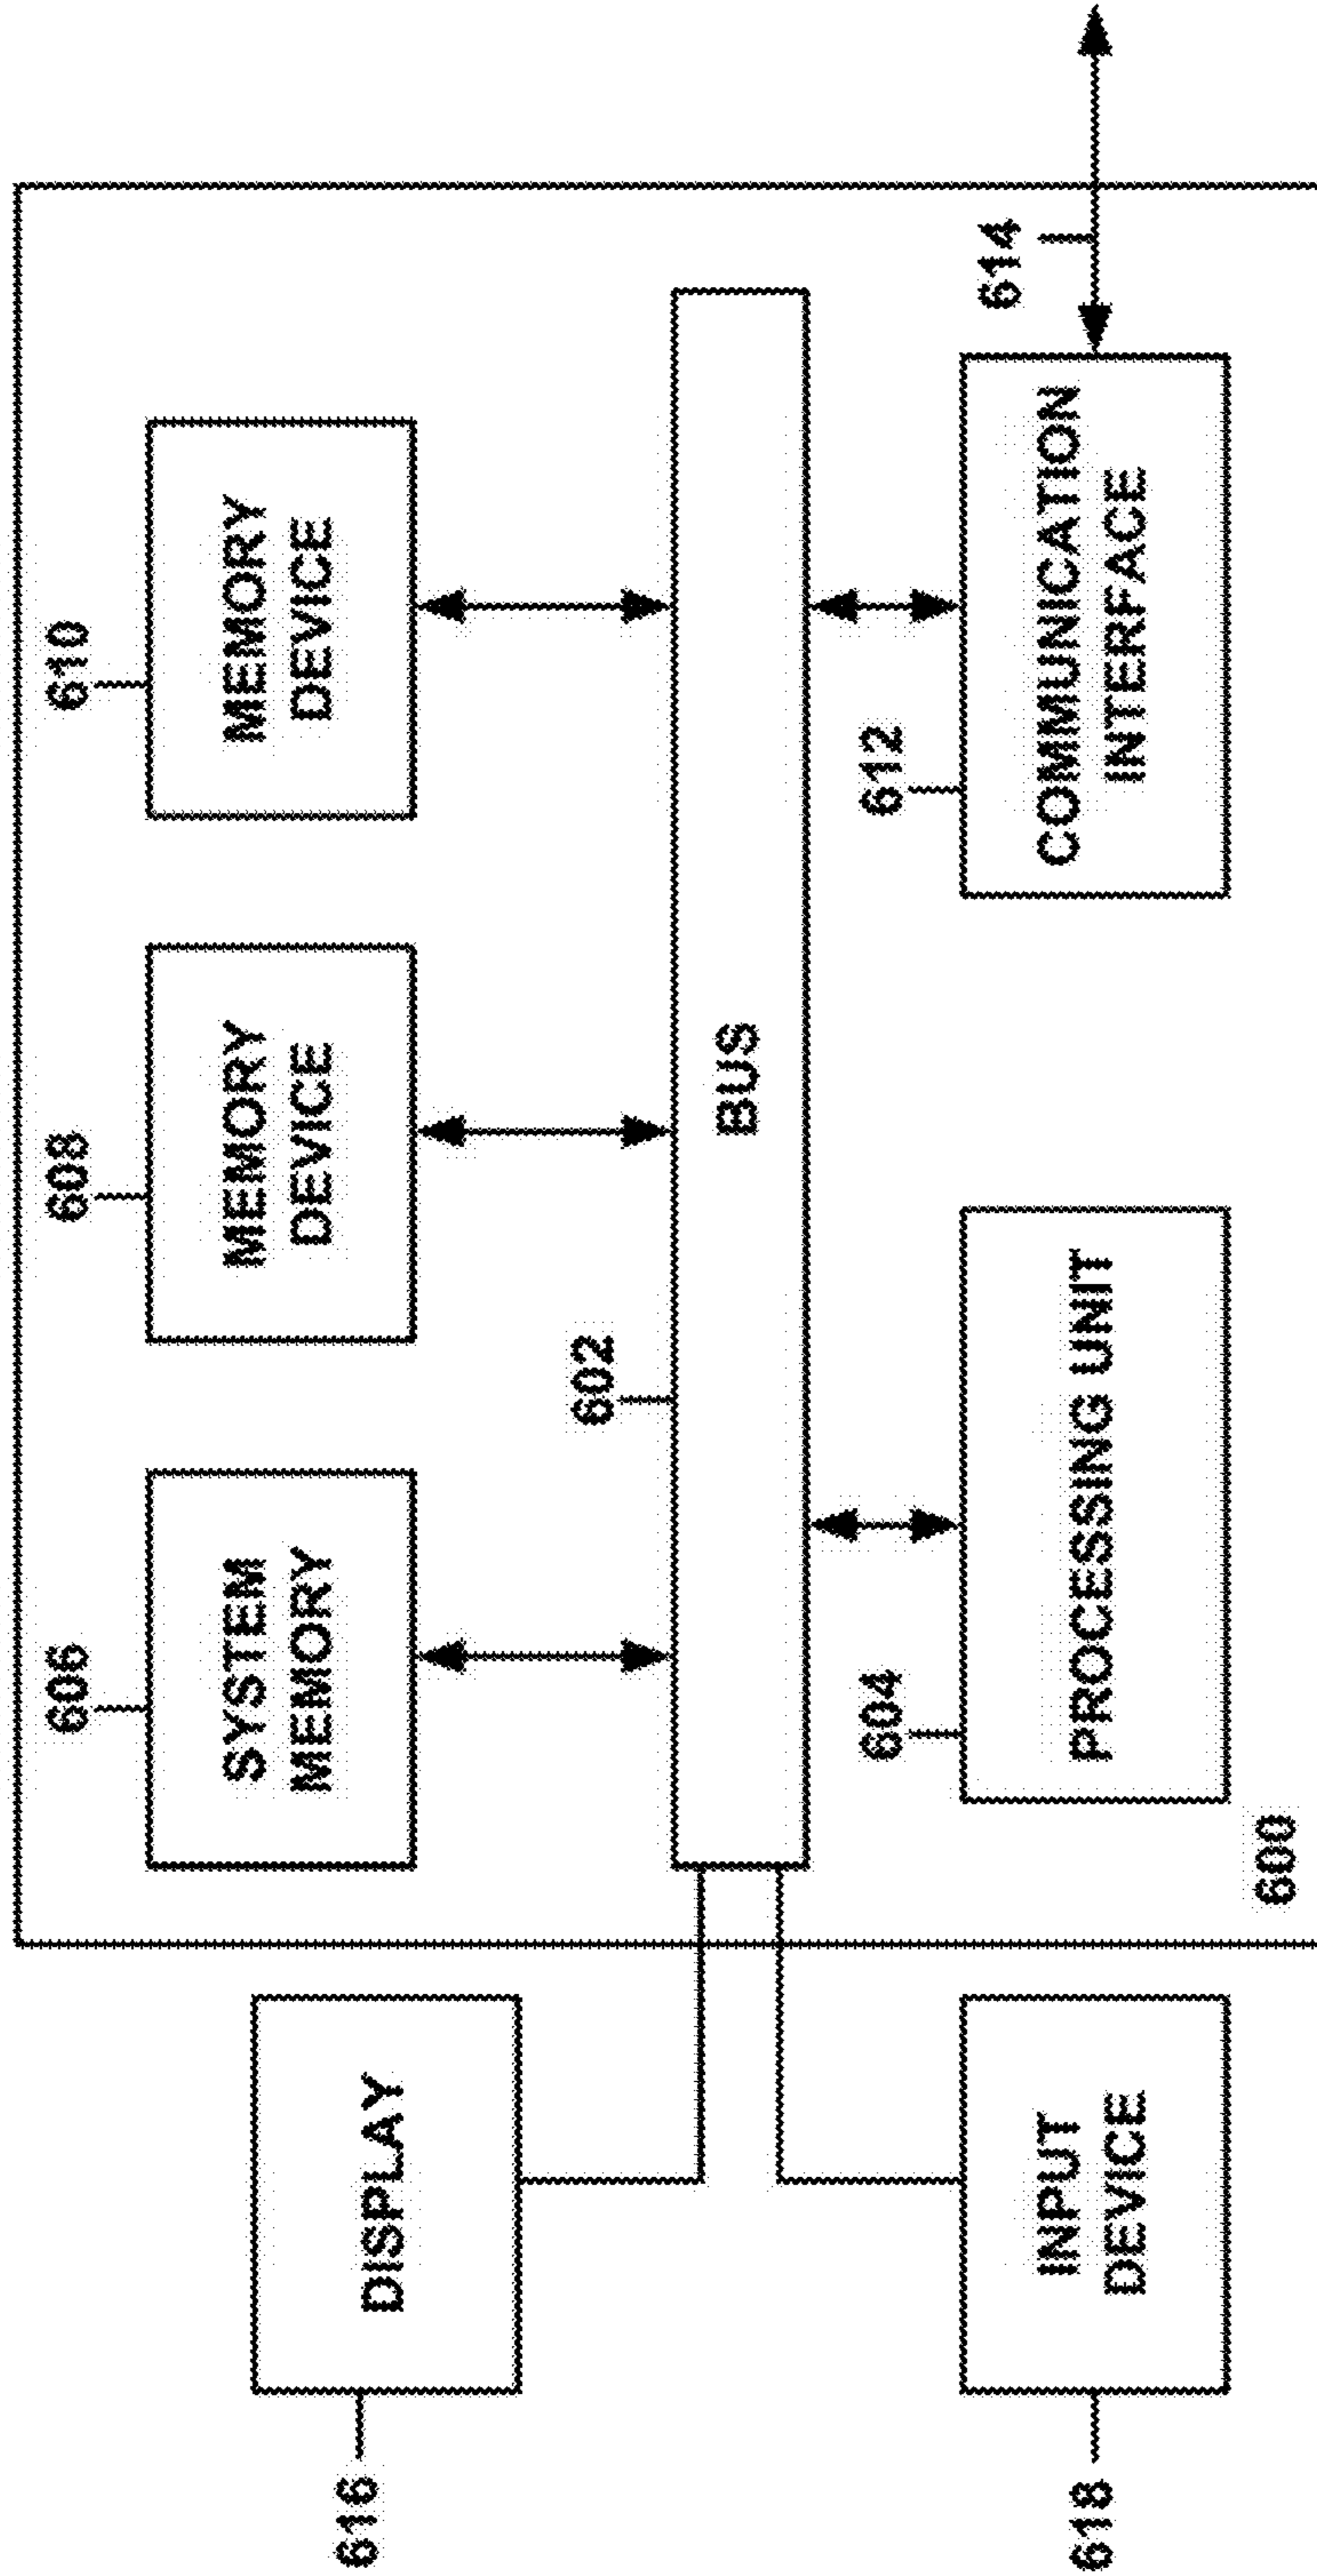 606
608
610
SYSTEM
MEMORY
MEMORY
DEVICE
MEMORY
DEVICE
616
DISPLAY
602
BUS
614
604
612
618
INPUT
DEVICE
PROCESSING UNIT
COMMUNICATION
INTERFACE
600